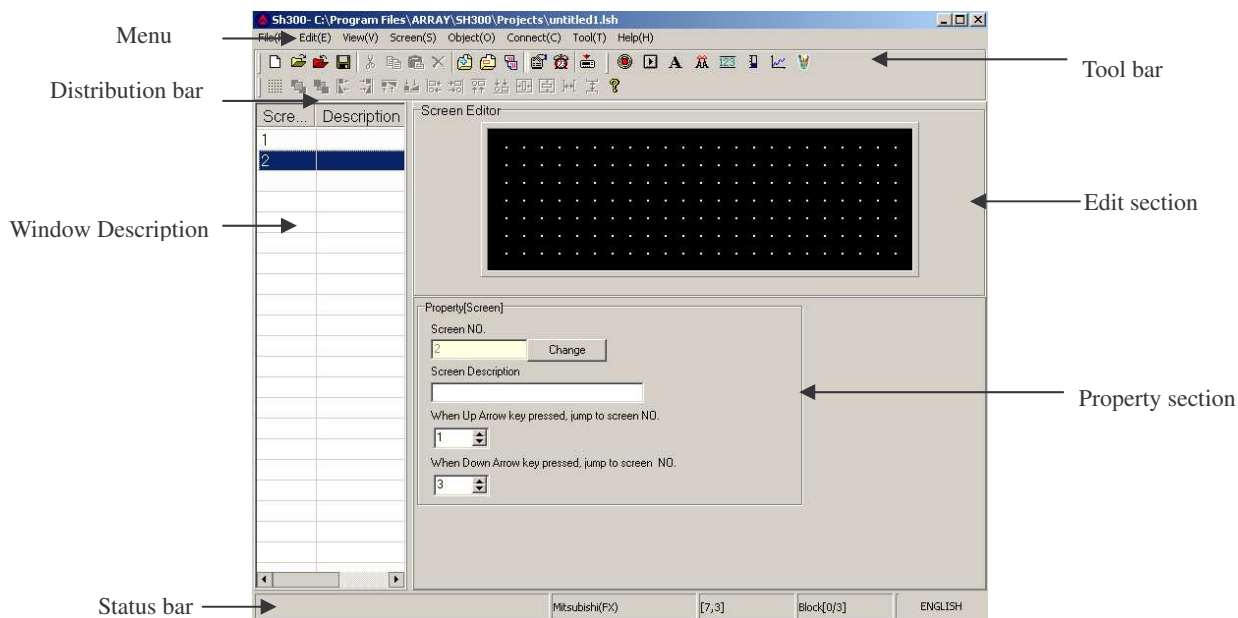 Sh300- C:\Program Files\ARRAY\SH300\Projects\untitled1.lsh
Menu
File(F) Edit(E) View(V) Screen(S) Object(O) Connect(C) Tool(T) Help(H)
Tool bar
Distribution bar
Scre... Description
Screen Editor
1
2
Edit section
Window Description
Property[Screen]
Screen NO.
2 Change
Screen Description
Property section
When Up Arrow key pressed, jump to screen NO.
1
When Down Arrow key pressed, jump to screen NO.
3
Status bar
Mitsubishi(FX) [7,3] Block[0/3] ENGLISH